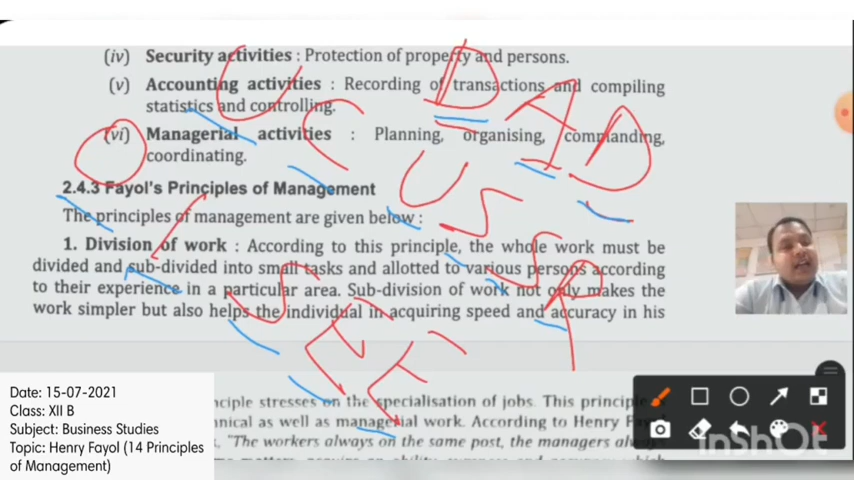 (iv) Security activities : Protection of property and persons.
(v) Accounting activities : Recording of transactions and compiling
statistics and controlling.
(vi) Managerial activities : Planning, organising, commanding,
coordinating.
2.4.3 Fayol's Principles of Management
The principles of management are given below :
1. Division of work : According to this principle, the whole work must be
divided and sub-divided into small tasks and allotted to various persons according
to their experience in a particular area. Sub-division of work not only makes the
work simpler but also helps the individual in acquiring speed and accuracy in his
nciple stresses on the specialisation of jobs. This principle
nical as well as managerial work. According to Henry
"The workers always on the same post, the managers
Date: 15-07-2021
Class: XII B
Subject: Business Studies
Topic: Henry Fayol (14 Principles
of Management)
InShOt